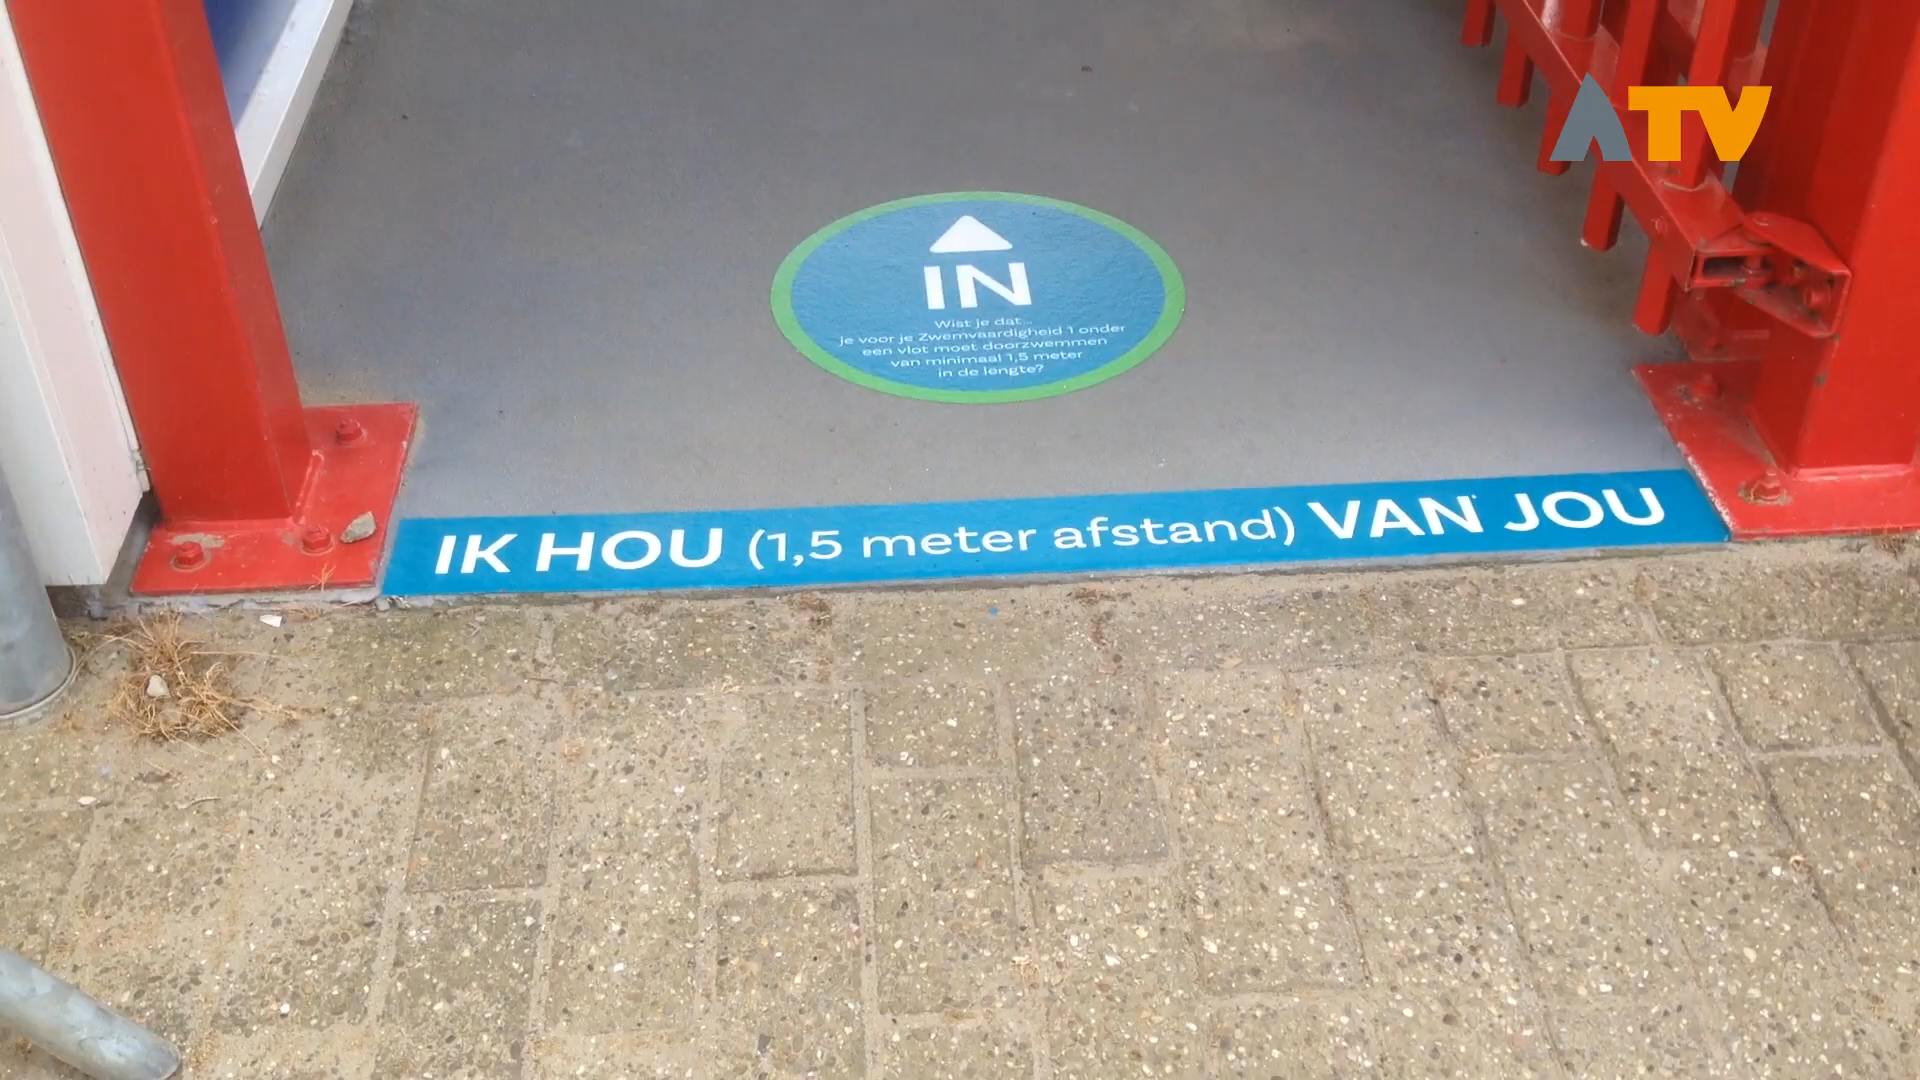 ATV
IN
Wist je dat...
je voor je Zwemvaardigheid 1 onder
een vlot moet doorzwemmen
van minimaal 1,5 meter
in de lengte?
IK HOU (1,5 meter afstand) VAN JOU